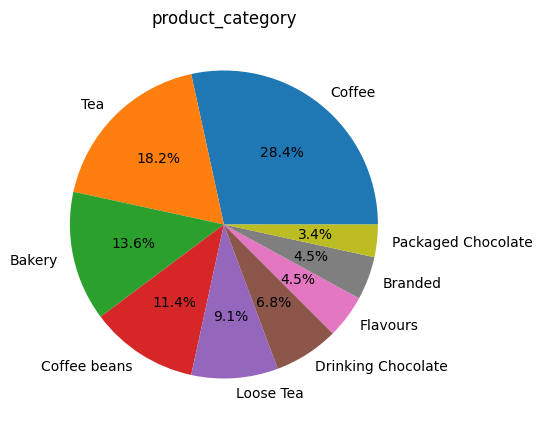 product_category
Coffee
28.4%
Tea
18.2%
Bakery
13.6%
Coffee beans
11.4%
Loose Tea
9.1%
Drinking Chocolate
6.8%
Flavours
4.5%
Branded
4.5%
Packaged Chocolate
3.4%